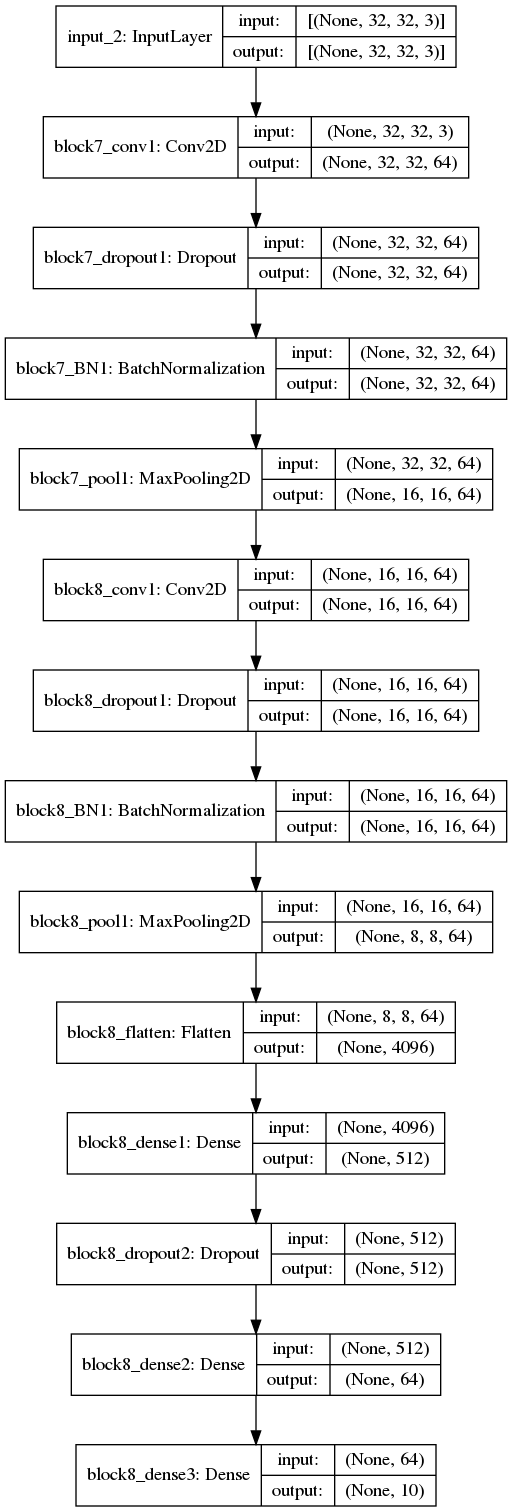 input_2: InputLayer
input: [(None, 32, 32, 3)]
output: [(None, 32, 32, 3)]
block7_conv1: Conv2D
input: (None, 32, 32, 3)
output: (None, 32, 32, 64)
block7_dropout1: Dropout
input: (None, 32, 32, 64)
output: (None, 32, 32, 64)
block7_BN1: BatchNormalization
input: (None, 32, 32, 64)
output: (None, 32, 32, 64)
block7_pool1: MaxPooling2D
input: (None, 32, 32, 64)
output: (None, 16, 16, 64)
block8_conv1: Conv2D
input: (None, 16, 16, 64)
output: (None, 16, 16, 64)
block8_dropout1: Dropout
input: (None, 16, 16, 64)
output: (None, 16, 16, 64)
block8_BN1: BatchNormalization
input: (None, 16, 16, 64)
output: (None, 16, 16, 64)
block8_pool1: MaxPooling2D
input: (None, 16, 16, 64)
output: (None, 8, 8, 64)
block8_flatten: Flatten
input: (None, 8, 8, 64)
output: (None, 4096)
block8_dense1: Dense
input: (None, 4096)
output: (None, 512)
block8_dropout2: Dropout
input: (None, 512)
output: (None, 512)
block8_dense2: Dense
input: (None, 512)
output: (None, 64)
block8_dense3: Dense
input: (None, 64)
output: (None, 10)